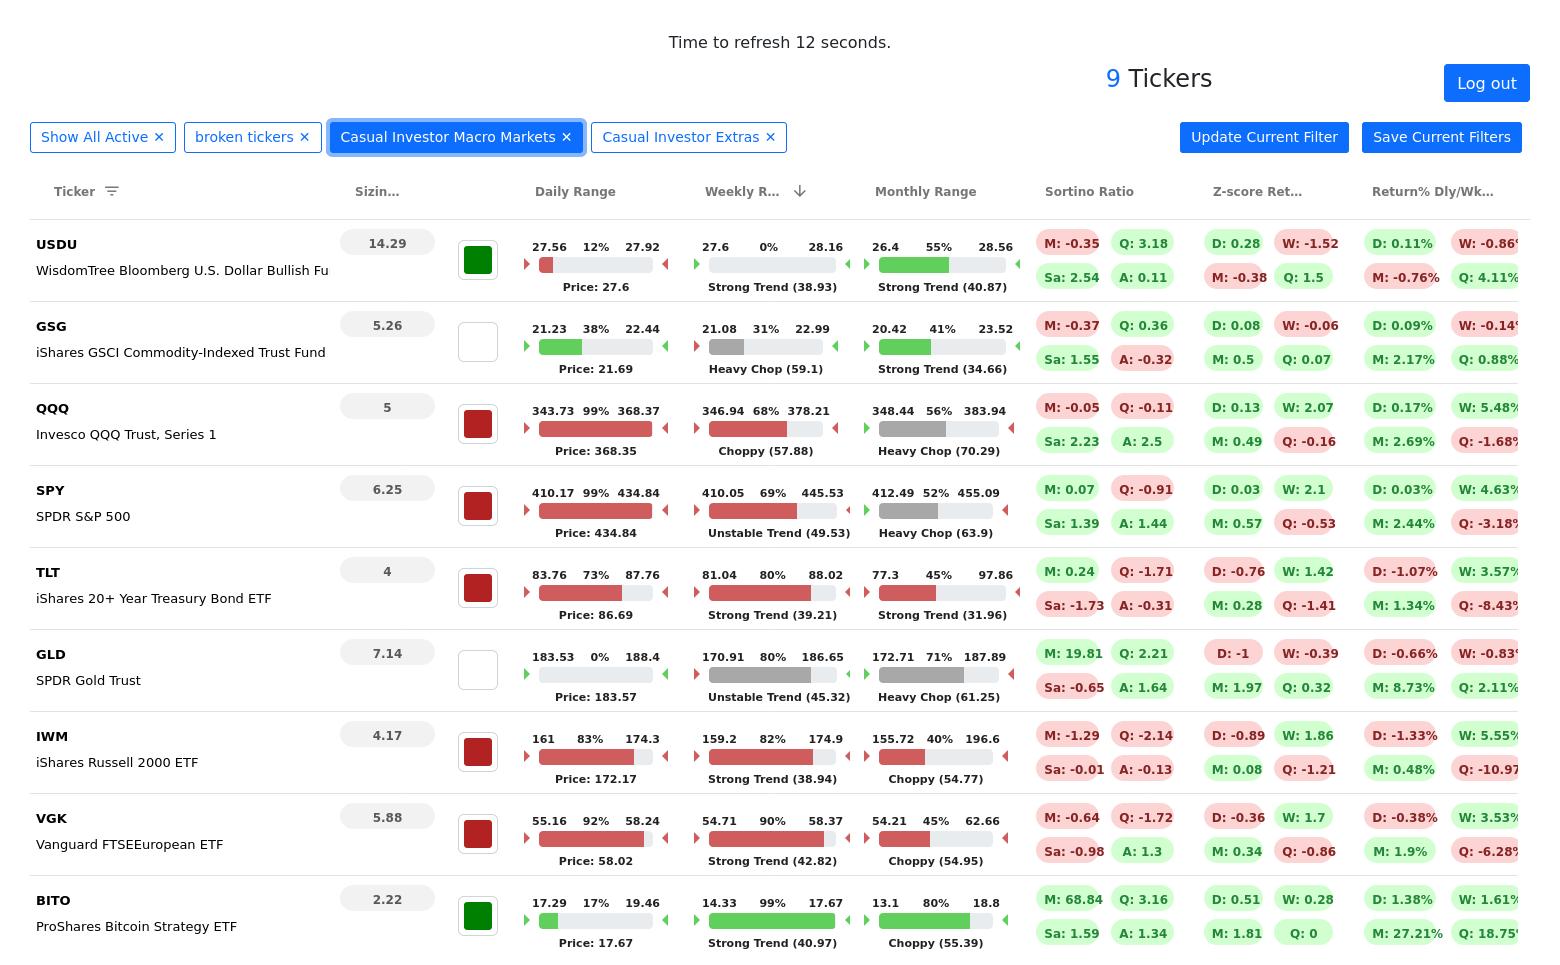 Time to refresh 12 seconds.
9 Tickers
Log out
Show All Active ✕ broken tickers ✕ Casual Investor Macro Markets ✕ Casual Investor Extras ✕ Update Current Filter Save Current Filters
Ticker Sizin... Daily Range Weekly R... Monthly Range Sortino Ratio Z-score Ret... Return% Dly/Wk...
USDU 14.29 27.56 12% 27.92 27.6 0% 28.16 26.4 55% 28.56 M: -0.35 Q: 3.18 D: 0.28 W: -1.52 D: 0.11% W: -0.86%
WisdomTree Bloomberg U.S. Dollar Bullish Fu Price: 27.6 Strong Trend (38.93) Strong Trend (40.87) Sa: 2.54 A: 0.11 M: -0.38 Q: 1.5 M: -0.76% Q: 4.11%
GSG 5.26 21.23 38% 22.44 21.08 31% 22.99 20.42 41% 23.52 M: -0.37 Q: 0.36 D: 0.08 W: -0.06 D: 0.09% W: -0.14%
iShares GSCI Commodity-Indexed Trust Fund Price: 21.69 Heavy Chop (59.1) Strong Trend (34.66) Sa: 1.55 A: -0.32 M: 0.5 Q: 0.07 M: 2.17% Q: 0.88%
QQQ 5 343.73 99% 368.37 346.94 68% 378.21 348.44 56% 383.94 M: -0.05 Q: -0.11 D: 0.13 W: 2.07 D: 0.17% W: 5.48%
Invesco QQQ Trust, Series 1 Price: 368.35 Choppy (57.88) Heavy Chop (70.29) Sa: 2.23 A: 2.5 M: 0.49 Q: -0.16 M: 2.69% Q: -1.68%
SPY 6.25 410.17 99% 434.84 410.05 69% 445.53 412.49 52% 455.09 M: 0.07 Q: -0.91 D: 0.03 W: 2.1 D: 0.03% W: 4.63%
SPDR S&P 500 Price: 434.84 Unstable Trend (49.53) Heavy Chop (63.9) Sa: 1.39 A: 1.44 M: 0.57 Q: -0.53 M: 2.44% Q: -3.18%
TLT 4 83.76 73% 87.76 81.04 80% 88.02 77.3 45% 97.86 M: 0.24 Q: -1.71 D: -0.76 W: 1.42 D: -1.07% W: 3.57%
iShares 20+ Year Treasury Bond ETF Price: 86.69 Strong Trend (39.21) Strong Trend (31.96) Sa: -1.73 A: -0.31 M: 0.28 Q: -1.41 M: 1.34% Q: -8.43%
GLD 7.14 183.53 0% 188.4 170.91 80% 186.65 172.71 71% 187.89 M: 19.81 Q: 2.21 D: -1 W: -0.39 D: -0.66% W: -0.83%
SPDR Gold Trust Price: 183.57 Unstable Trend (45.32) Heavy Chop (61.25) Sa: -0.65 A: 1.64 M: 1.97 Q: 0.32 M: 8.73% Q: 2.11%
IWM 4.17 161 83% 174.3 159.2 82% 174.9 155.72 40% 196.6 M: -1.29 Q: -2.14 D: -0.89 W: 1.86 D: -1.33% W: 5.55%
iShares Russell 2000 ETF Price: 172.17 Strong Trend (38.94) Choppy (54.77) Sa: -0.01 A: -0.13 M: 0.08 Q: -1.21 M: 0.48% Q: -10.97
VGK 5.88 55.16 92% 58.24 54.71 90% 58.37 54.21 45% 62.66 M: -0.64 Q: -1.72 D: -0.36 W: 1.7 D: -0.38% W: 3.53%
Vanguard FTSEEuropean ETF Price: 58.02 Strong Trend (42.82) Choppy (54.95) Sa: -0.98 A: 1.3 M: 0.34 Q: -0.86 M: 1.9% Q: -6.28%
BITO 2.22 17.29 17% 19.46 14.33 99% 17.67 13.1 80% 18.8 M: 68.84 Q: 3.16 D: 0.51 W: 0.28 D: 1.38% W: 1.61%
ProShares Bitcoin Strategy ETF Price: 17.67 Strong Trend (40.97) Choppy (55.39) Sa: 1.59 A: 1.34 M: 1.81 Q: 0 M: 27.21% Q: 18.75%